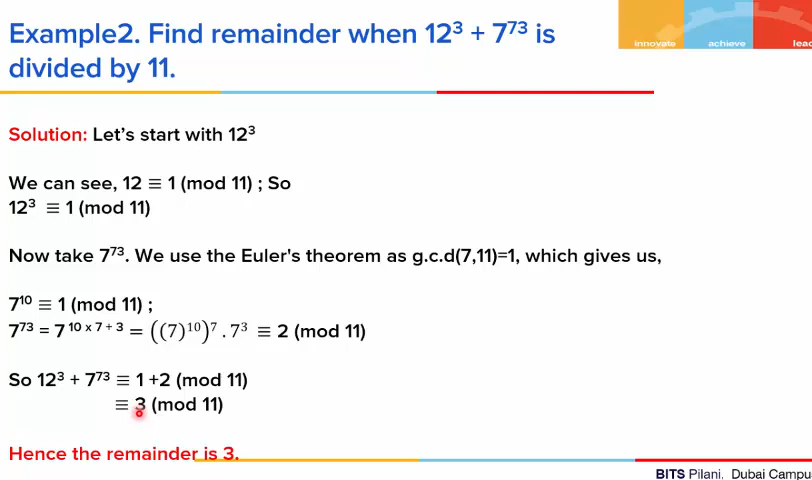 Example2. Find remainder when 12³ + 7⁷³ is
divided by 11.
innovate achieve lead
Solution: Let's start with 12³
We can see, 12 ≡ 1 (mod 11) ; So
12³ ≡ 1 (mod 11)
Now take 7⁷³. We use the Euler's theorem as g.c.d(7,11)=1, which gives us,
7¹⁰ ≡ 1 (mod 11) ;
7⁷³ = 7¹⁰ ˣ ⁷ ⁺ ³ = ((7)¹⁰)⁷ . 7³ ≡ 2 (mod 11)
So 12³ + 7⁷³ ≡ 1 +2 (mod 11)
≡ 3 (mod 11)
Hence the remainder is 3.
BITS Pilani, Dubai Campu